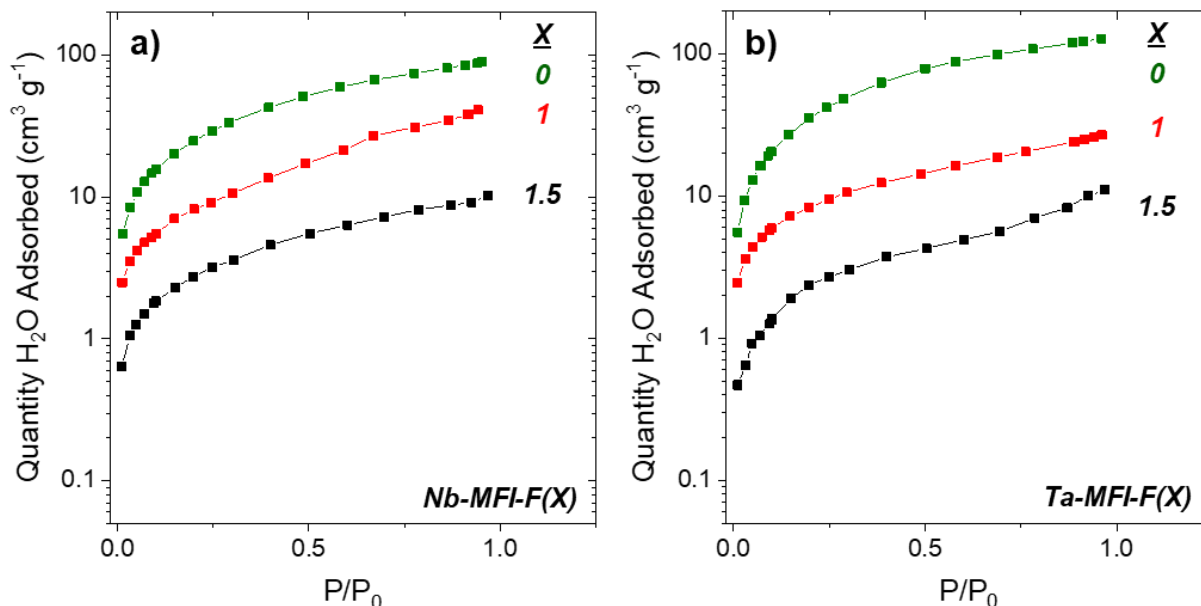 a)
X
0
1
1.5
100
10
1
0.1
Quantity H₂O Adsorbed (cm³ g⁻¹)
Nb-MFI-F(X)
0.0
0.5
1.0
P/P₀
b)
X
0
1
1.5
100
10
1
0.1
Quantity H₂O Adsorbed (cm³ g⁻¹)
Ta-MFI-F(X)
0.0
0.5
1.0
P/P₀